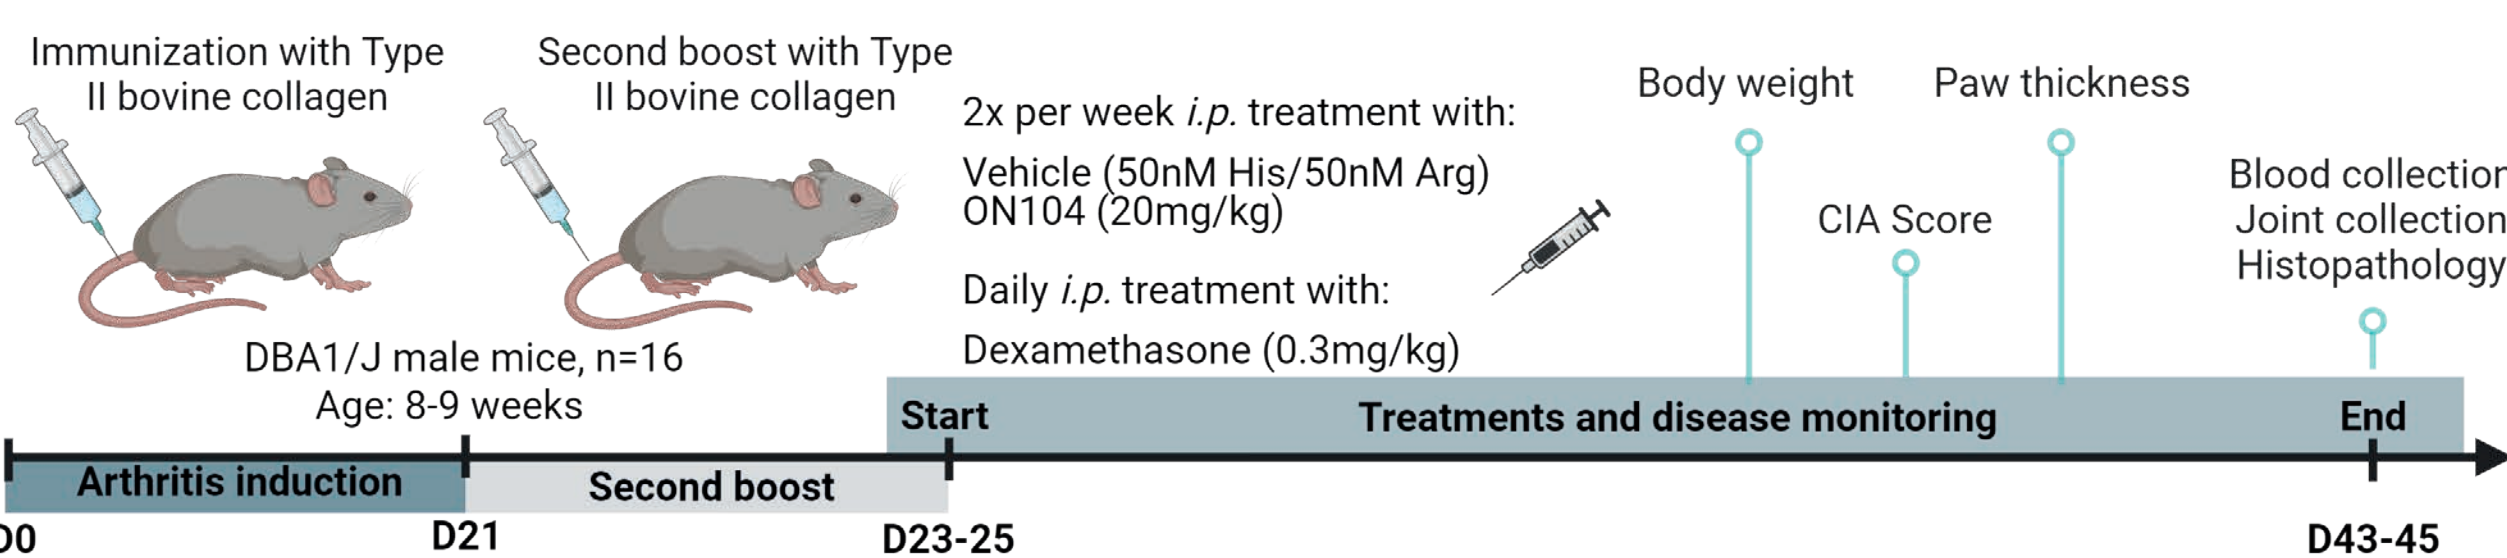 Immunization with Type
II bovine collagen
Second boost with Type
II bovine collagen
2x per week i.p. treatment with:
Vehicle (50nM His/50nM Arg)
ON104 (20mg/kg)
Daily i.p. treatment with:
Dexamethasone (0.3mg/kg)
Body weight
CIA Score
Paw thickness
Blood collection
Joint collection
Histopathology
DBA1/J male mice, n=16
Age: 8-9 weeks
Start
Treatments and disease monitoring
End
Arthritis induction
Second boost
D0
D21
D23-25
D43-45